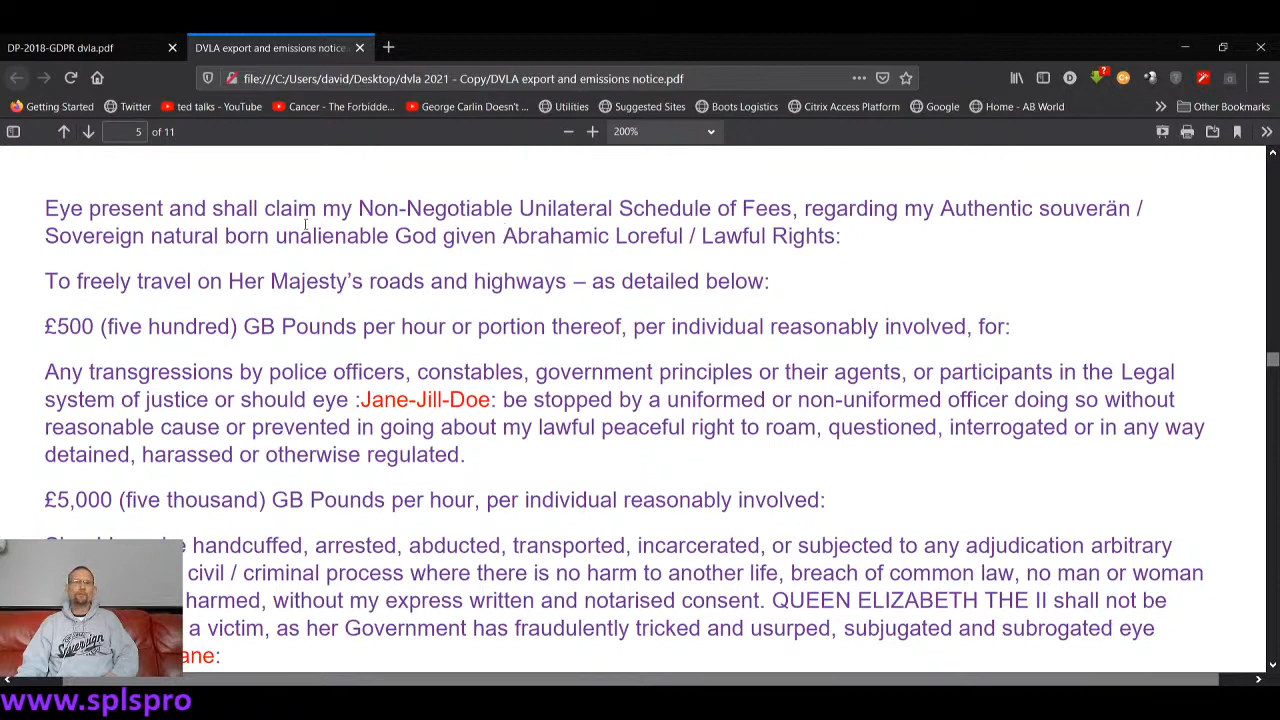 DP-2018-GDPR dvla.pdf
DVLA export and emissions notice.
file:///C:/Users/david/Desktop/dvla 2021 - Copy/DVLA export and emissions notice.pdf
Getting Started Twitter ted talks - YouTube Cancer - The Forbidde... George Carlin Doesn't ... Utilities Suggested Sites Boots Logistics Citrix Access Platform Google Home - AB World Other Bookmarks
5 of 11 200%
Eye present and shall claim my Non-Negotiable Unilateral Schedule of Fees, regarding my Authentic souverän /
Sovereign natural born unalienable God given Abrahamic Loreful / Lawful Rights:
To freely travel on Her Majesty's roads and highways – as detailed below:
£500 (five hundred) GB Pounds per hour or portion thereof, per individual reasonably involved, for:
Any transgressions by police officers, constables, government principles or their agents, or participants in the Legal
system of justice or should eye :Jane-Jill-Doe: be stopped by a uniformed or non-uniformed officer doing so without
reasonable cause or prevented in going about my lawful peaceful right to roam, questioned, interrogated or in any way
detained, harassed or otherwise regulated.
£5,000 (five thousand) GB Pounds per hour, per individual reasonably involved:
handcuffed, arrested, abducted, transported, incarcerated, or subjected to any adjudication arbitrary
civil / criminal process where there is no harm to another life, breach of common law, no man or woman
harmed, without my express written and notarised consent. QUEEN ELIZABETH THE II shall not be
a victim, as her Government has fraudulently tricked and usurped, subjugated and subrogated eye
ane:
Sovereign
www.splspro